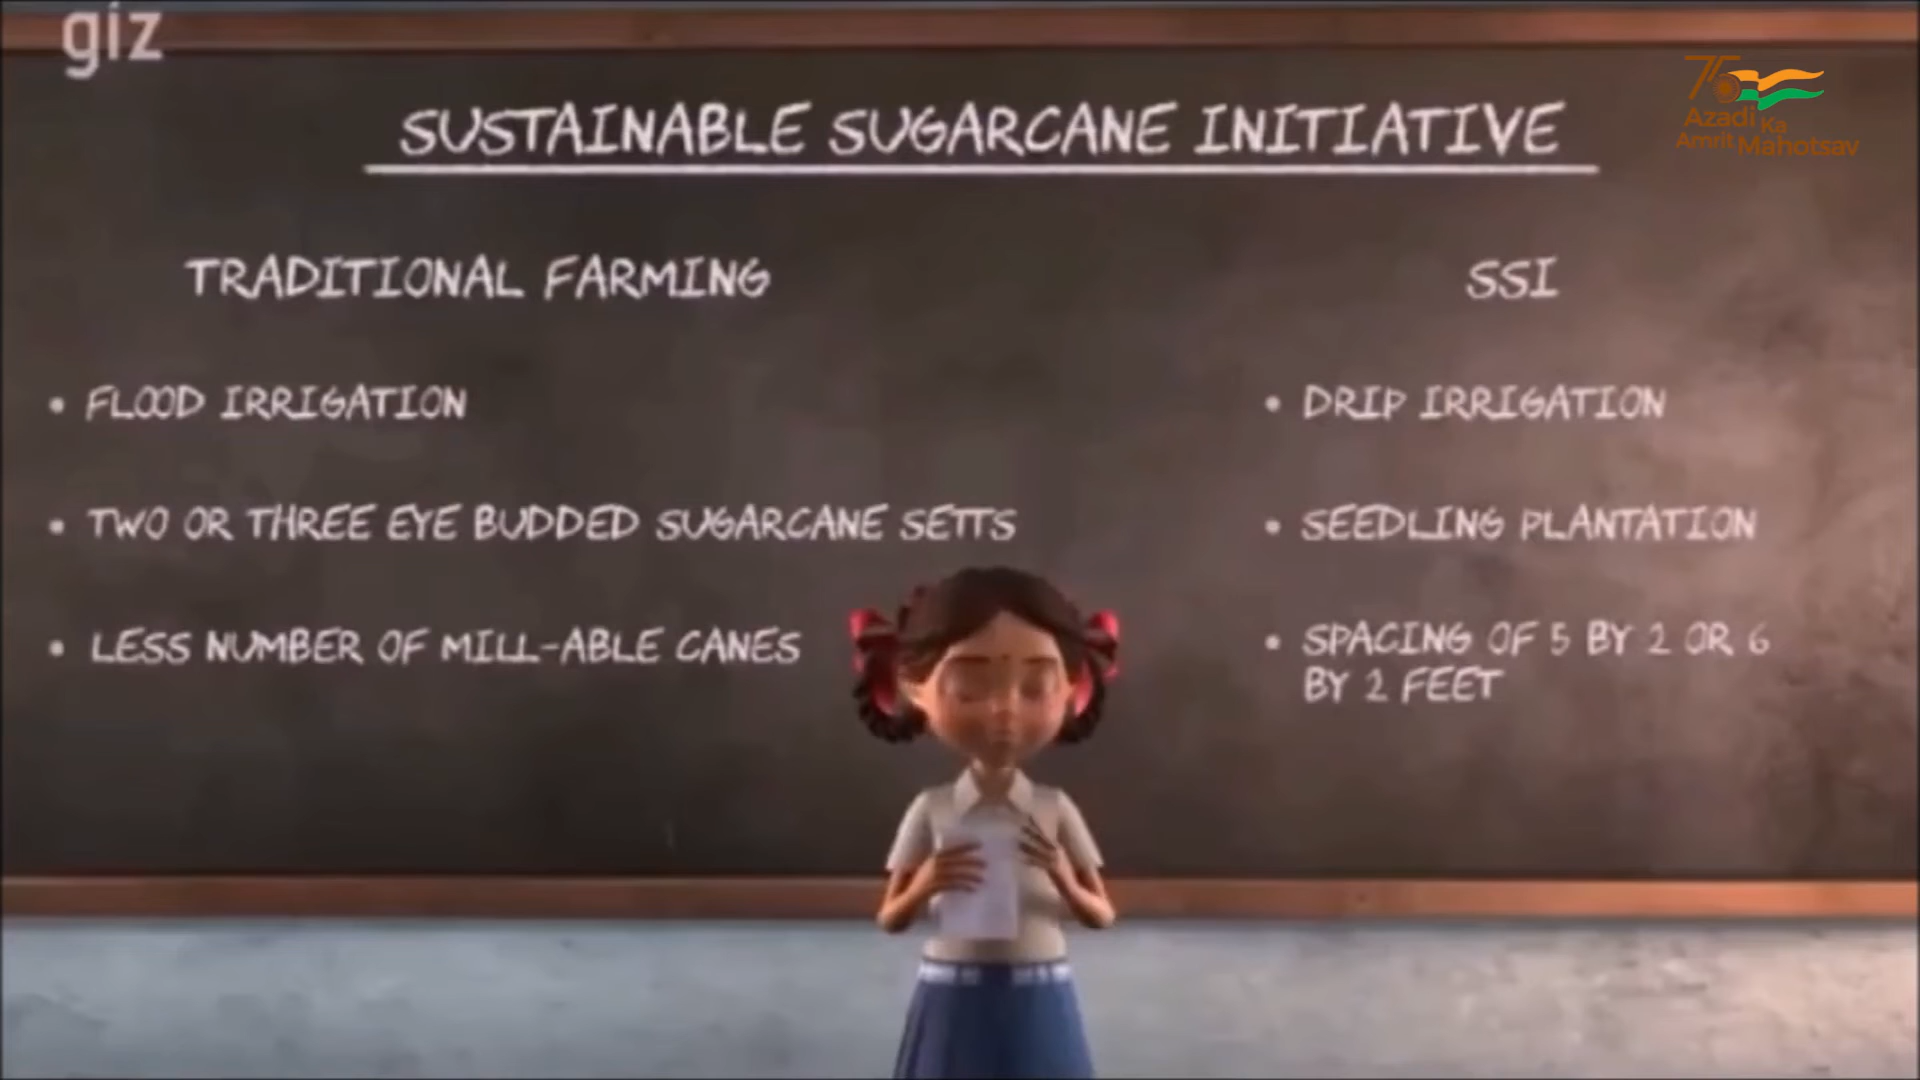 giz
75
Azadi Ka
Amrit Mahotsav
SUSTAINABLE SUGARCANE INITIATIVE
TRADITIONAL FARMING
• FLOOD IRRIGATION
• TWO OR THREE EYE BUDDED SUGARCANE SETTS
• LESS NUMBER OF MILL-ABLE CANES
SSI
• DRIP IRRIGATION
• SEEDLING PLANTATION
• SPACING OF 5 BY 2 OR 6
BY 2 FEET